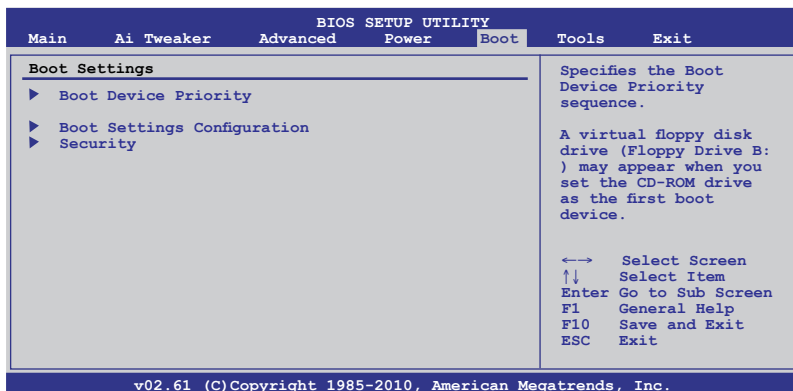 BIOS SETUP UTILITY
Main Ai Tweaker Advanced Power Boot Tools Exit
Boot Settings
Boot Device Priority
Boot Settings Configuration
Security
Specifies the Boot
Device Priority
sequence.
A virtual floppy disk
drive (Floppy Drive B:
) may appear when you
set the CD-ROM drive
as the first boot
device.
←→ Select Screen
↑↓ Select Item
Enter Go to Sub Screen
F1 General Help
F10 Save and Exit
ESC Exit
v02.61 (C)Copyright 1985-2010, American Megatrends, Inc.